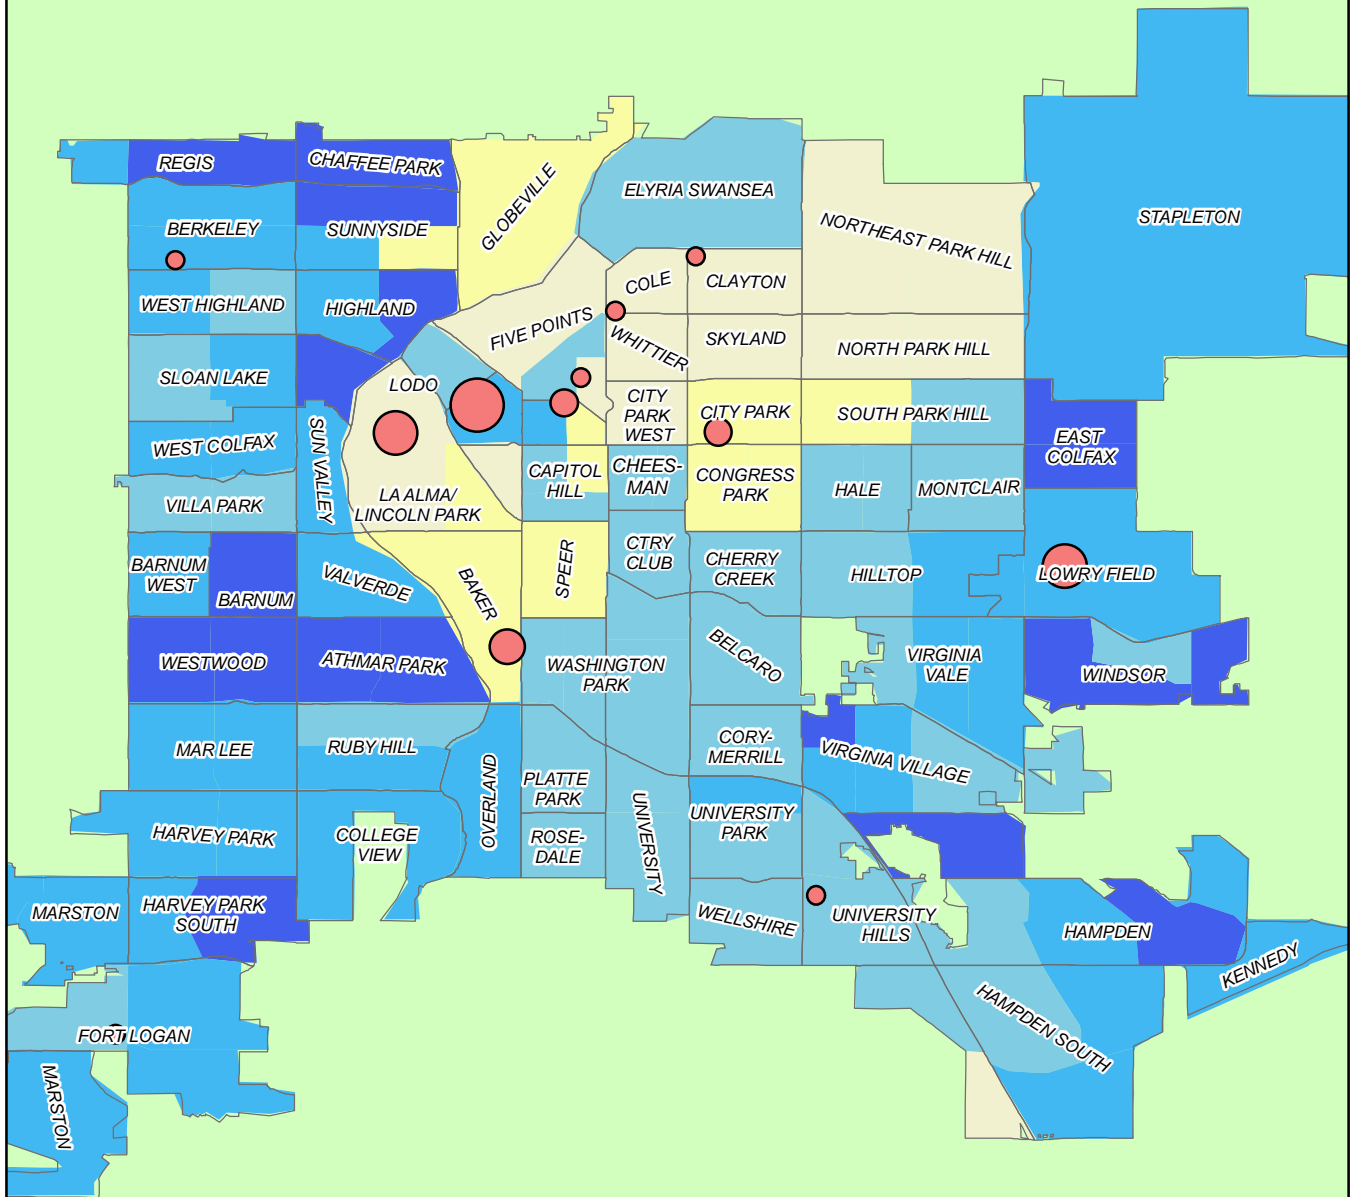 REGIS
CHAFFEE PARK
GLOBEVILLE
ELYRIA SWANSEA
NORTHEAST PARK HILL
STAPLETON
BERKELEY
SUNNYSIDE
WEST HIGHLAND
HIGHLAND
FIVE POINTS
COLE
CLAYTON
WHITTIER
SKYLAND
NORTH PARK HILL
SLOAN LAKE
LODO
CITY
PARK
WEST
CITY PARK
SOUTH PARK HILL
WEST COLFAX
SUN VALLEY
EAST
COLFAX
VILLA PARK
LA ALMA/
LINCOLN PARK
CAPITOL
HILL
CHEES-
MAN
CONGRESS
PARK
HALE
MONTCLAIR
BARNUM
WEST
BARNUM
VALVERDE
BAKER
SPEER
CTRY
CLUB
CHERRY
CREEK
HILLTOP
LOWRY FIELD
WESTWOOD
ATHMAR PARK
WASHINGTON
PARK
BELCARO
VIRGINIA
VALE
WINDSOR
MAR LEE
RUBY HILL
OVERLAND
PLATTE
PARK
CORY-
MERRILL
VIRGINIA VILLAGE
HARVEY PARK
COLLEGE
VIEW
ROSE-
DALE
UNIVERSITY
UNIVERSITY
PARK
MARSTON
HARVEY PARK
SOUTH
WELLSHIRE
UNIVERSITY
HILLS
HAMPDEN
KENNEDY
FORT LOGAN
HAMPDEN SOUTH
MARSTON